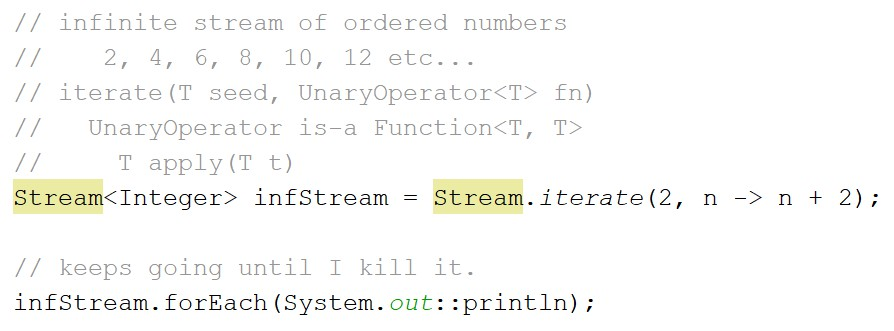 // infinite stream of ordered numbers
//    2, 4, 6, 8, 10, 12 etc...
// iterate(T seed, UnaryOperator<T> fn)
//   UnaryOperator is-a Function<T, T>
//     T apply(T t)
Stream<Integer> infStream = Stream.iterate(2, n -> n + 2);
// keeps going until I kill it.
infStream.forEach(System.out::println);